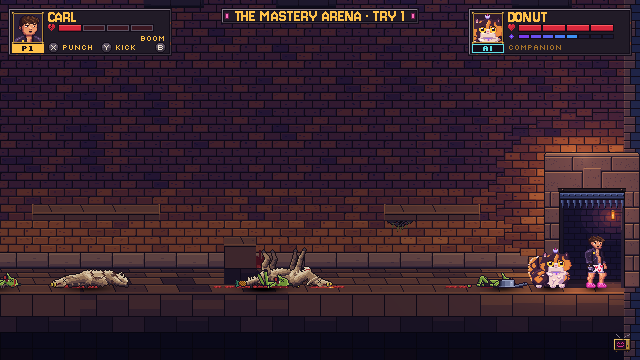 CARL
BOOM
P1 X PUNCH Y KICK B
THE MASTERY ARENA · TRY 1
DONUT
AI COMPANION